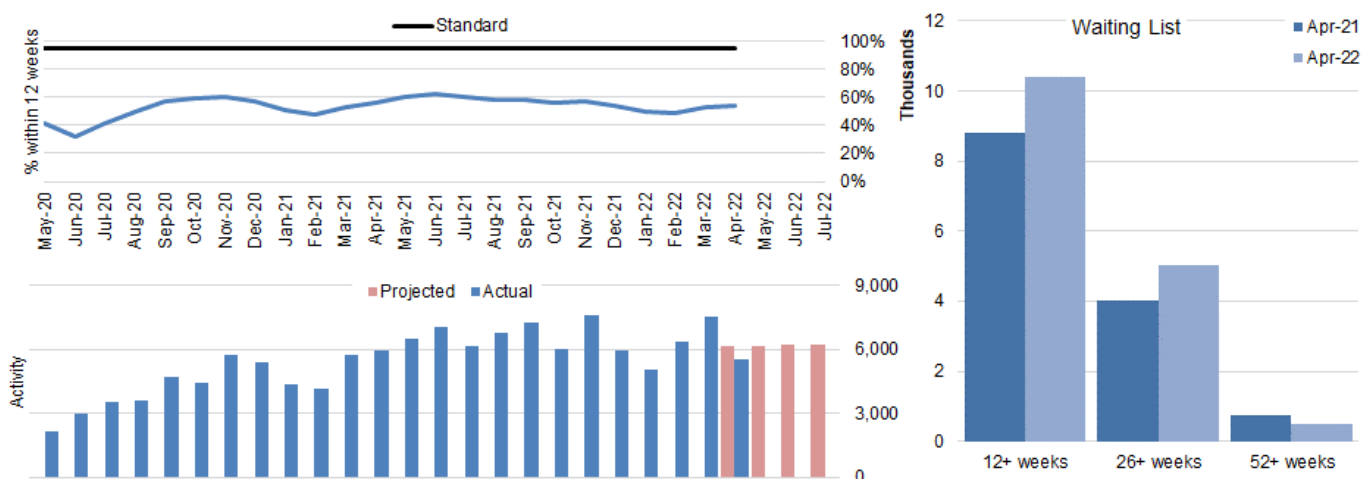 Standard
% within 12 weeks
100%
80%
60%
40%
20%
0%
May-20
Jun-20
Jul-20
Aug-20
Sep-20
Oct-20
Nov-20
Dec-20
Jan-21
Feb-21
Mar-21
Apr-21
May-21
Jun-21
Jul-21
Aug-21
Sep-21
Oct-21
Nov-21
Dec-21
Jan-22
Feb-22
Mar-22
Apr-22
May-22
Jun-22
Jul-22
Projected Actual
Activity
9,000
6,000
3,000
0
Waiting List
Apr-21
Apr-22
Thousands
12
10
8
6
4
2
0
12+ weeks 26+ weeks 52+ weeks